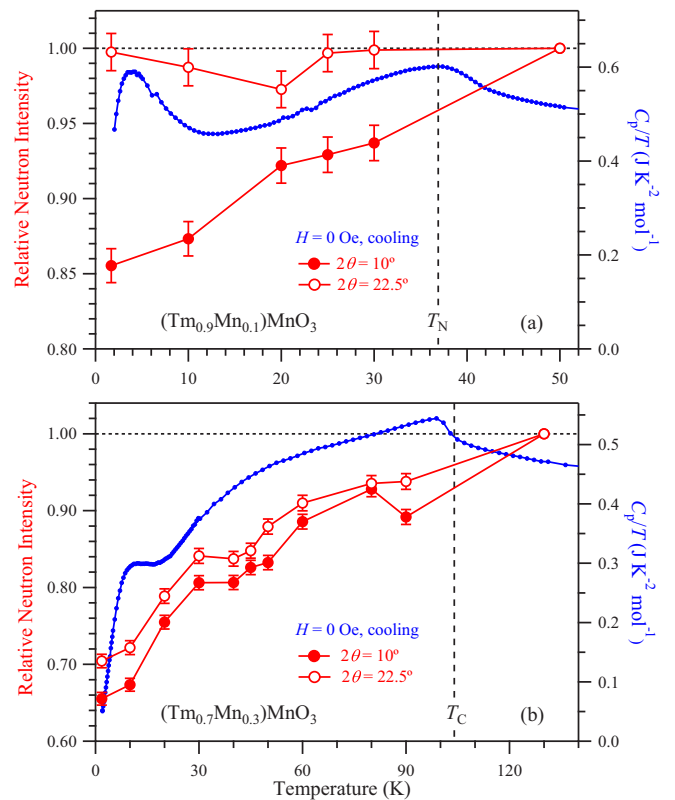 1.00
0.95
0.90
0.85
0.80
Relative Neutron Intensity
0.6
0.4
0.2
0.0
Cp/T (J K-2 mol-1)
H = 0 Oe, cooling
2θ = 10º
2θ = 22.5º
(Tm0.9Mn0.1)MnO3
TN
(a)
0 10 20 30 40 50
1.00
0.90
0.80
0.70
0.60
Relative Neutron Intensity
0.5
0.4
0.3
0.2
0.1
0.0
Cp/T (J K-2 mol-1)
H = 0 Oe, cooling
2θ = 10º
2θ = 22.5º
(Tm0.7Mn0.3)MnO3
TC
(b)
0 30 60 90 120
Temperature (K)